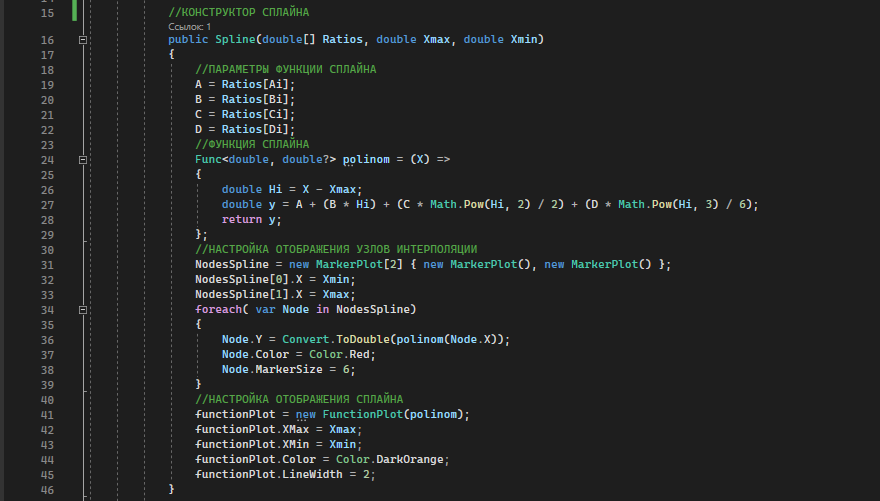 15 //КОНСТРУКТОР СПЛАЙНА
Ссылок: 1
16 public Spline(double[] Ratios, double Xmax, double Xmin)
17 {
18 //ПАРАМЕТРЫ ФУНКЦИИ СПЛАЙНА
19 A = Ratios[Ai];
20 B = Ratios[Bi];
21 C = Ratios[Ci];
22 D = Ratios[Di];
23 //ФУНКЦИЯ СПЛАЙНА
24 Func<double, double?> polinom = (X) =>
25 {
26 double Hi = X - Xmax;
27 double y = A + (B * Hi) + (C * Math.Pow(Hi, 2) / 2) + (D * Math.Pow(Hi, 3) / 6);
28 return y;
29 };
30 //НАСТРОЙКА ОТОБРАЖЕНИЯ УЗЛОВ ИНТЕРПОЛЯЦИИ
31 NodesSpline = new MarkerPlot[2] { new MarkerPlot(), new MarkerPlot() };
32 NodesSpline[0].X = Xmin;
33 NodesSpline[1].X = Xmax;
34 foreach( var Node in NodesSpline)
35 {
36 Node.Y = Convert.ToDouble(polinom(Node.X));
37 Node.Color = Color.Red;
38 Node.MarkerSize = 6;
39 }
40 //НАСТРОЙКА ОТОБРАЖЕНИЯ СПЛАЙНА
41 functionPlot = new FunctionPlot(polinom);
42 functionPlot.XMax = Xmax;
43 functionPlot.XMin = Xmin;
44 functionPlot.Color = Color.DarkOrange;
45 functionPlot.LineWidth = 2;
46 }